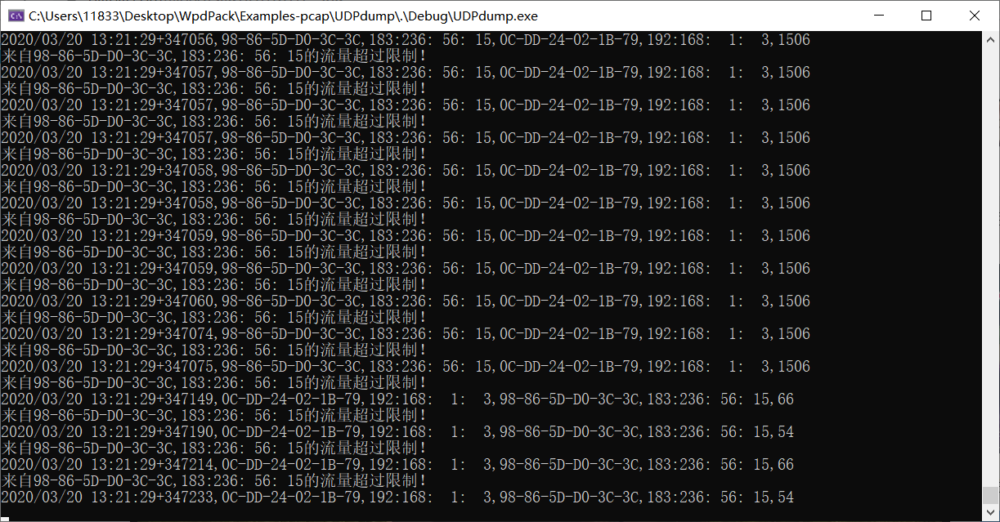 C:\Users\11833\Desktop\WpdPack\Examples-pcap\UDPdump\.\Debug\UDPdump.exe
2020/03/20 13:21:29+347056,98-86-5D-D0-3C-3C,183:236: 56: 15,0C-DD-24-02-1B-79,192:168:  1:  3,1506
来自98-86-5D-D0-3C-3C,183:236: 56: 15的流量超过限制!
2020/03/20 13:21:29+347057,98-86-5D-D0-3C-3C,183:236: 56: 15,0C-DD-24-02-1B-79,192:168:  1:  3,1506
来自98-86-5D-D0-3C-3C,183:236: 56: 15的流量超过限制!
2020/03/20 13:21:29+347057,98-86-5D-D0-3C-3C,183:236: 56: 15,0C-DD-24-02-1B-79,192:168:  1:  3,1506
来自98-86-5D-D0-3C-3C,183:236: 56: 15的流量超过限制!
2020/03/20 13:21:29+347057,98-86-5D-D0-3C-3C,183:236: 56: 15,0C-DD-24-02-1B-79,192:168:  1:  3,1506
来自98-86-5D-D0-3C-3C,183:236: 56: 15的流量超过限制!
2020/03/20 13:21:29+347058,98-86-5D-D0-3C-3C,183:236: 56: 15,0C-DD-24-02-1B-79,192:168:  1:  3,1506
来自98-86-5D-D0-3C-3C,183:236: 56: 15的流量超过限制!
2020/03/20 13:21:29+347058,98-86-5D-D0-3C-3C,183:236: 56: 15,0C-DD-24-02-1B-79,192:168:  1:  3,1506
来自98-86-5D-D0-3C-3C,183:236: 56: 15的流量超过限制!
2020/03/20 13:21:29+347059,98-86-5D-D0-3C-3C,183:236: 56: 15,0C-DD-24-02-1B-79,192:168:  1:  3,1506
来自98-86-5D-D0-3C-3C,183:236: 56: 15的流量超过限制!
2020/03/20 13:21:29+347059,98-86-5D-D0-3C-3C,183:236: 56: 15,0C-DD-24-02-1B-79,192:168:  1:  3,1506
来自98-86-5D-D0-3C-3C,183:236: 56: 15的流量超过限制!
2020/03/20 13:21:29+347060,98-86-5D-D0-3C-3C,183:236: 56: 15,0C-DD-24-02-1B-79,192:168:  1:  3,1506
来自98-86-5D-D0-3C-3C,183:236: 56: 15的流量超过限制!
2020/03/20 13:21:29+347074,98-86-5D-D0-3C-3C,183:236: 56: 15,0C-DD-24-02-1B-79,192:168:  1:  3,1506
来自98-86-5D-D0-3C-3C,183:236: 56: 15的流量超过限制!
2020/03/20 13:21:29+347075,98-86-5D-D0-3C-3C,183:236: 56: 15,0C-DD-24-02-1B-79,192:168:  1:  3,1506
来自98-86-5D-D0-3C-3C,183:236: 56: 15的流量超过限制!
2020/03/20 13:21:29+347149,0C-DD-24-02-1B-79,192:168:  1:  3,98-86-5D-D0-3C-3C,183:236: 56: 15,66
来自98-86-5D-D0-3C-3C,183:236: 56: 15的流量超过限制!
2020/03/20 13:21:29+347190,0C-DD-24-02-1B-79,192:168:  1:  3,98-86-5D-D0-3C-3C,183:236: 56: 15,54
来自98-86-5D-D0-3C-3C,183:236: 56: 15的流量超过限制!
2020/03/20 13:21:29+347214,0C-DD-24-02-1B-79,192:168:  1:  3,98-86-5D-D0-3C-3C,183:236: 56: 15,66
来自98-86-5D-D0-3C-3C,183:236: 56: 15的流量超过限制!
2020/03/20 13:21:29+347233,0C-DD-24-02-1B-79,192:168:  1:  3,98-86-5D-D0-3C-3C,183:236: 56: 15,54